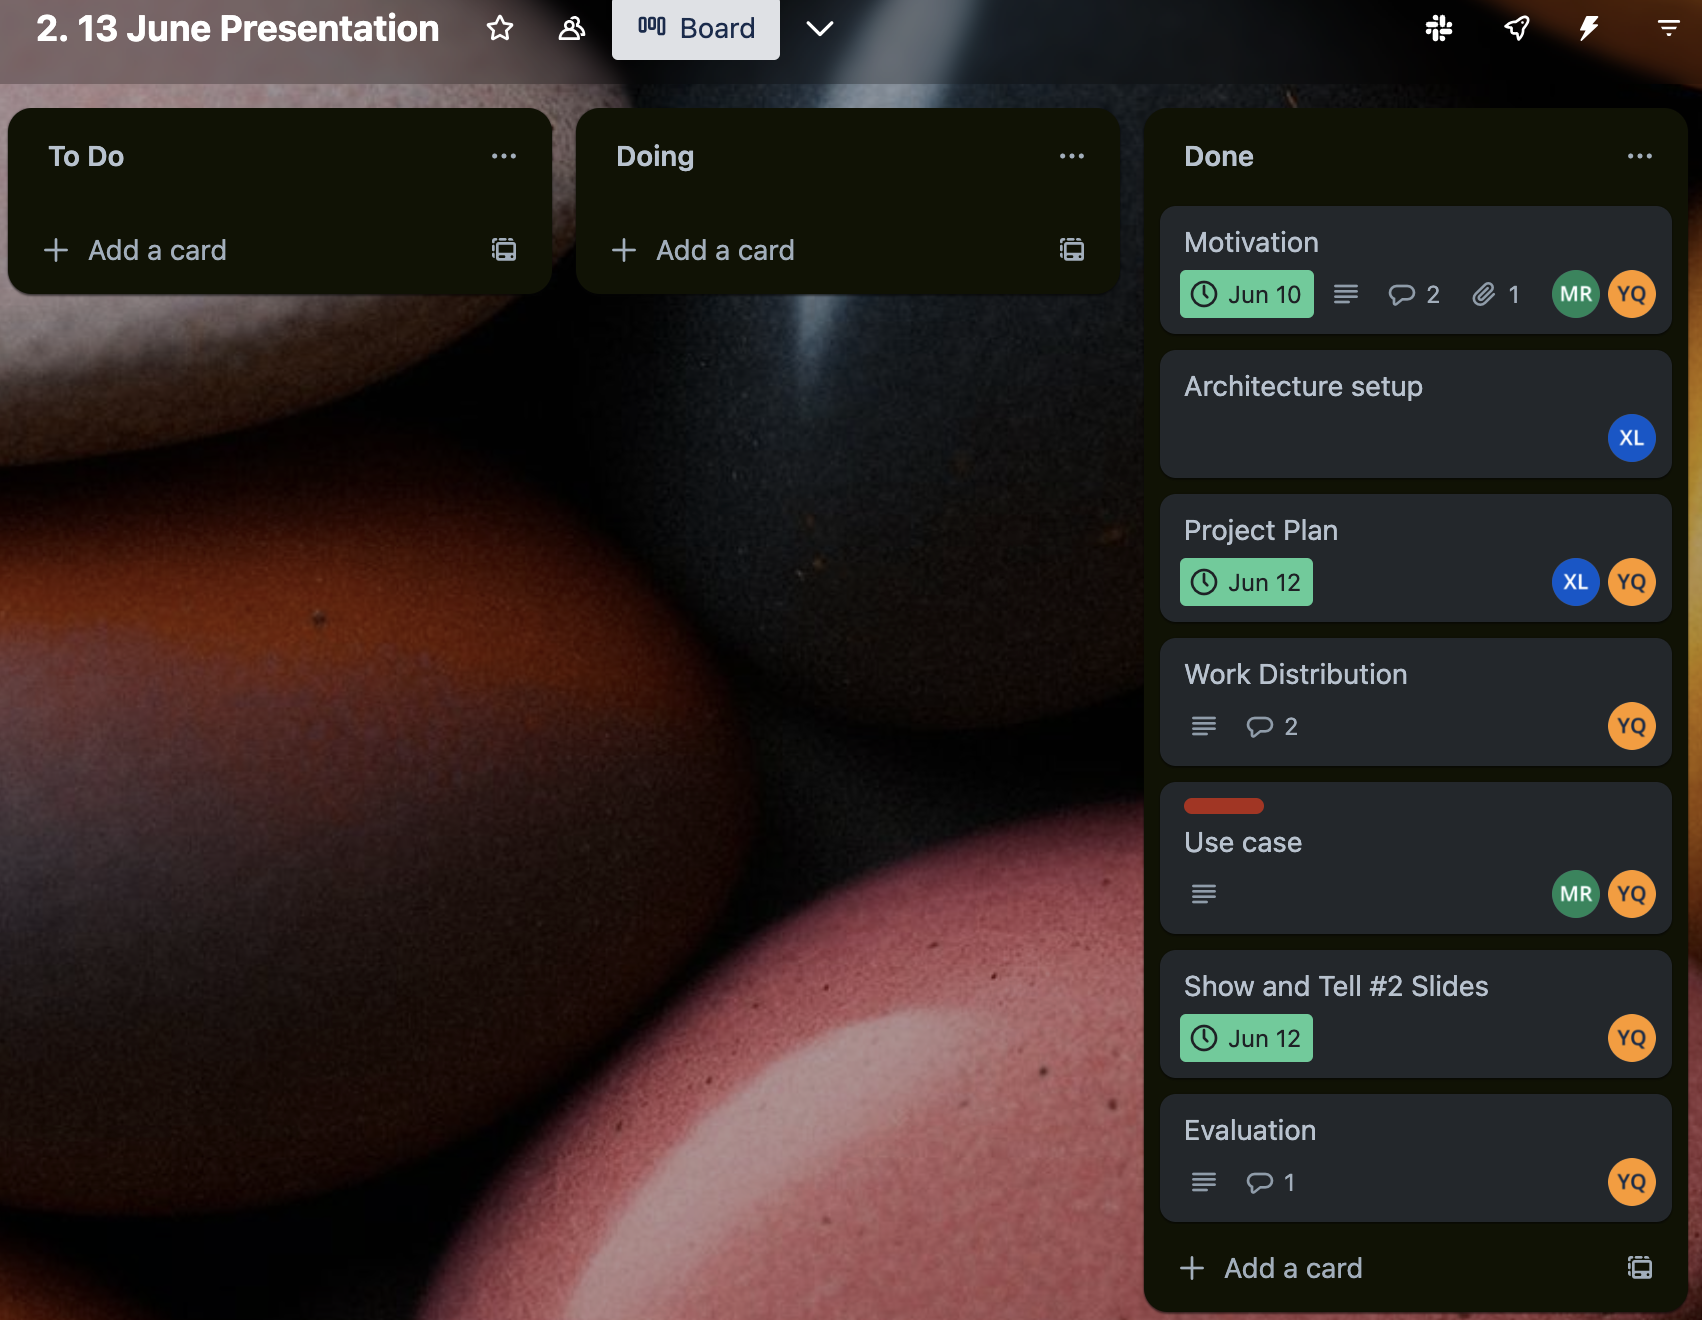 2. 13 June Presentation
Board
To Do
Add a card
Doing
Add a card
Done
Motivation
Jun 10 2 1 MR YQ
Architecture setup
XL
Project Plan
Jun 12 XL YQ
Work Distribution
2 YQ
Use case
MR YQ
Show and Tell #2 Slides
Jun 12 YQ
Evaluation
1 YQ
Add a card